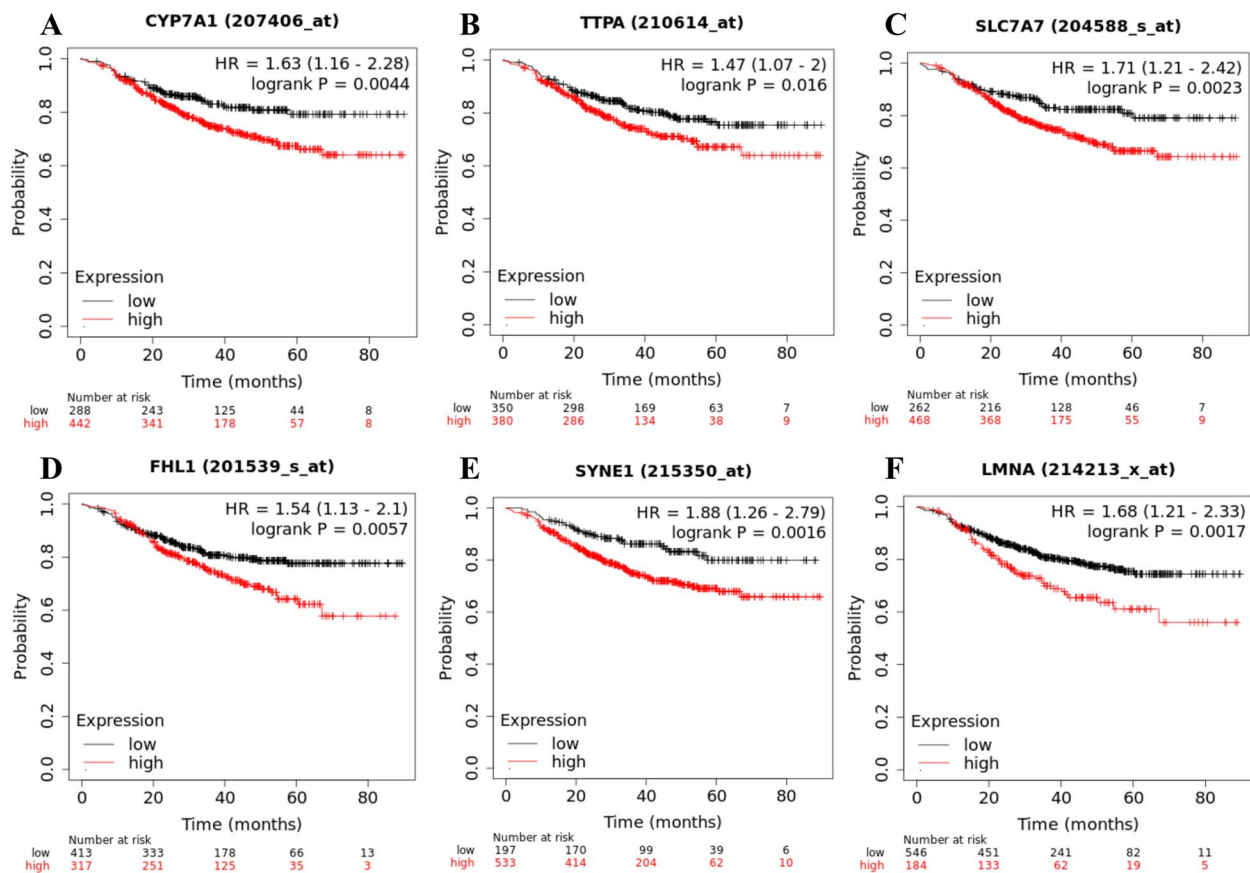 A
CYP7A1 (207406_at)
HR = 1.63 (1.16 - 2.28)
logrank P = 0.0044
Probability
1.0
0.8
0.6
0.4
0.2
0.0
Expression
low
high
0 20 40 60 80
Time (months)
Number at risk
low 288 243 125 44 8
high 442 341 178 57 8
B
TTPA (210614_at)
HR = 1.47 (1.07 - 2)
logrank P = 0.016
Probability
1.0
0.8
0.6
0.4
0.2
0.0
Expression
low
high
0 20 40 60 80
Time (months)
Number at risk
low 350 298 169 63 7
high 380 286 134 38 9
C
SLC7A7 (204588_s_at)
HR = 1.71 (1.21 - 2.42)
logrank P = 0.0023
Probability
1.0
0.8
0.6
0.4
0.2
0.0
Expression
low
high
0 20 40 60 80
Time (months)
Number at risk
low 262 216 128 46 7
high 468 368 175 55 9
D
FHL1 (201539_s_at)
HR = 1.54 (1.13 - 2.1)
logrank P = 0.0057
Probability
1.0
0.8
0.6
0.4
0.2
0.0
Expression
low
high
0 20 40 60 80
Time (months)
Number at risk
low 413 333 178 66 13
high 317 251 125 35 3
E
SYNE1 (215350_at)
HR = 1.88 (1.26 - 2.79)
logrank P = 0.0016
Probability
1.0
0.8
0.6
0.4
0.2
0.0
Expression
low
high
0 20 40 60 80
Time (months)
Number at risk
low 197 170 99 39 6
high 533 414 204 62 10
F
LMNA (214213_x_at)
HR = 1.68 (1.21 - 2.33)
logrank P = 0.0017
Probability
1.0
0.8
0.6
0.4
0.2
0.0
Expression
low
high
0 20 40 60 80
Time (months)
Number at risk
low 546 451 241 82 11
high 184 133 62 19 5